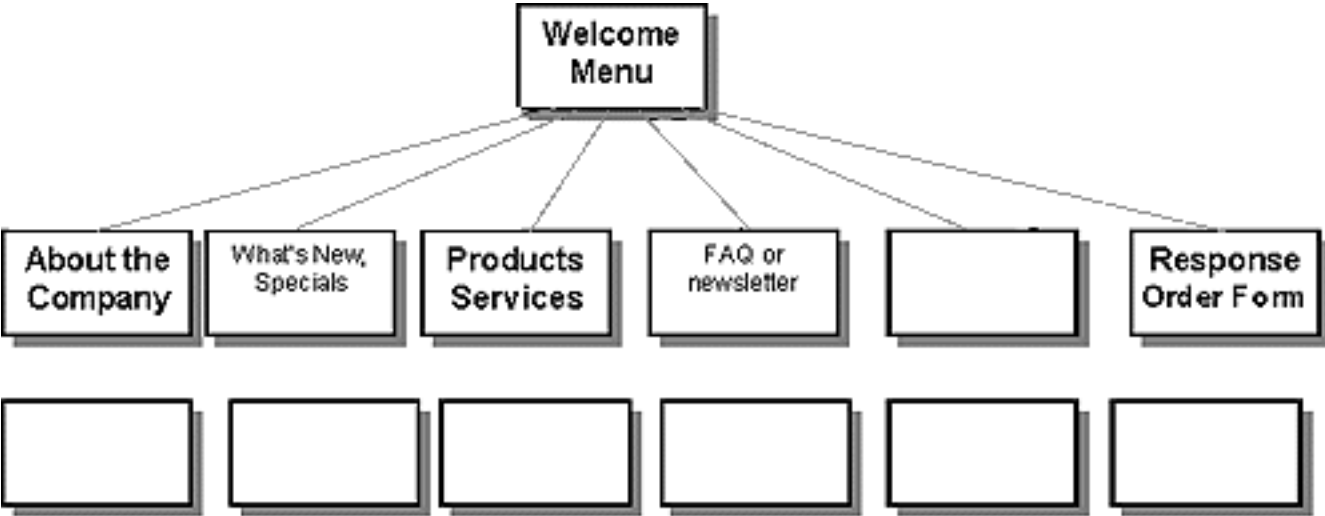 Welcome
Menu
About the
Company
What's New,
Specials
Products
Services
FAQ or
newsletter
Response
Order Form